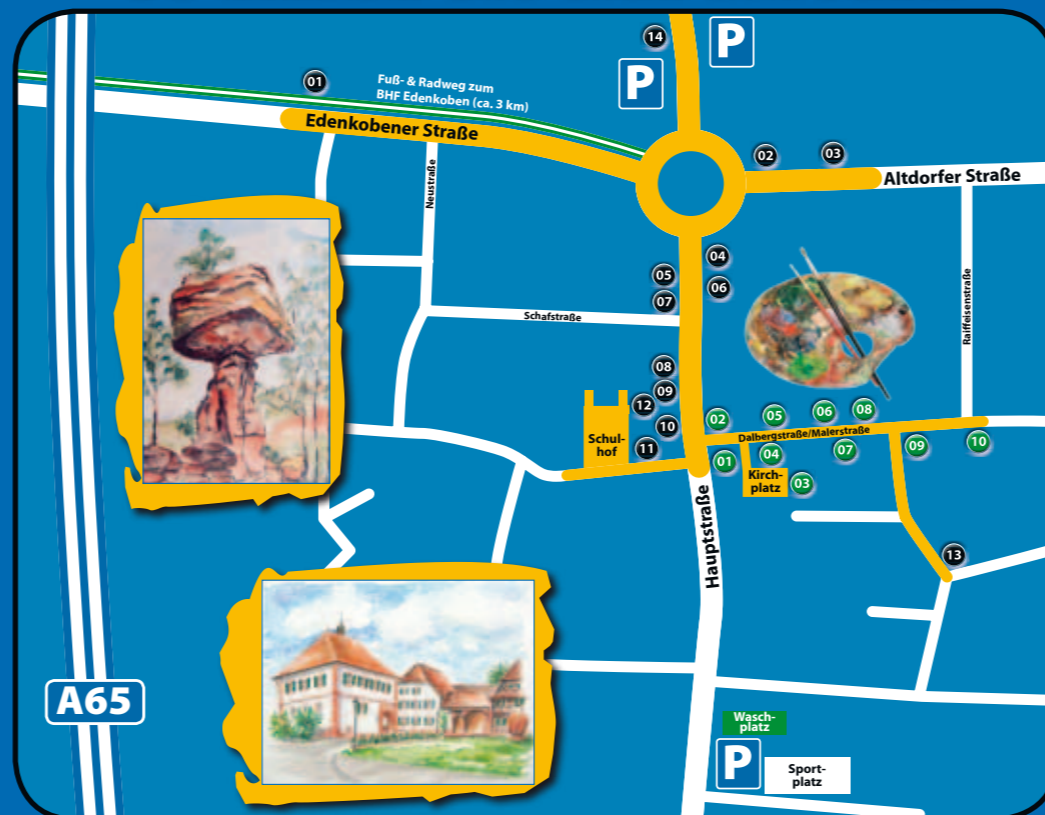 14
P
P
01
Fuß- & Radweg zum
BHF Edenkoben (ca. 3 km)
Edenkobener Straße
02
03
Altdorfer Straße
Neustraße
04
05
06
07
Raiffeisenstraße
Schafstraße
08
09
12
10
11
Schul-
hof
02
05
06
08
Dalbergstraße/Malerstraße
01
04
07
09
10
Kirch-
platz
03
Hauptstraße
13
A65
Wasch-
platz
P
Sport-
platz